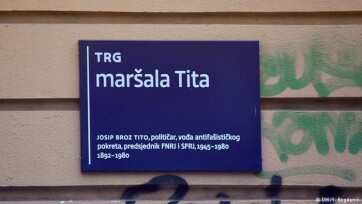 TRG
maršala Tita
JOSIP BROZ TITO, političar, vođa antifašističkog
pokreta, predsjednik FNRJ i SFRJ, 1945–1980
1892–1980